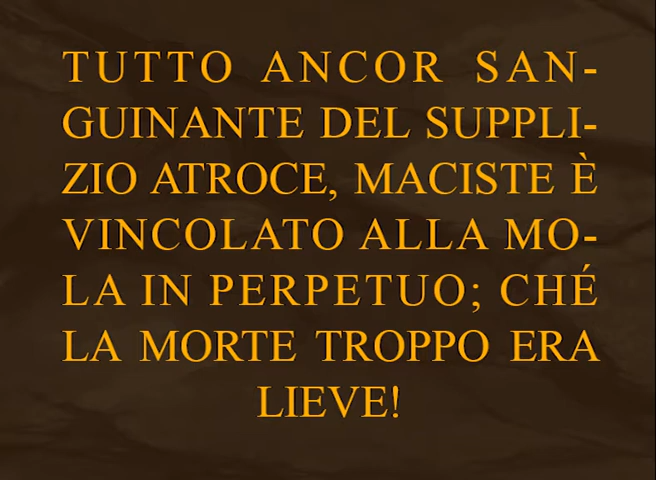 TUTTO ANCOR SAN-
GUINANTE DEL SUPPLI-
ZIO ATROCE, MACISTE È
VINCOLATO ALLA MO-
LA IN PERPETUO; CHÉ
LA MORTE TROPPO ERA
LIEVE!